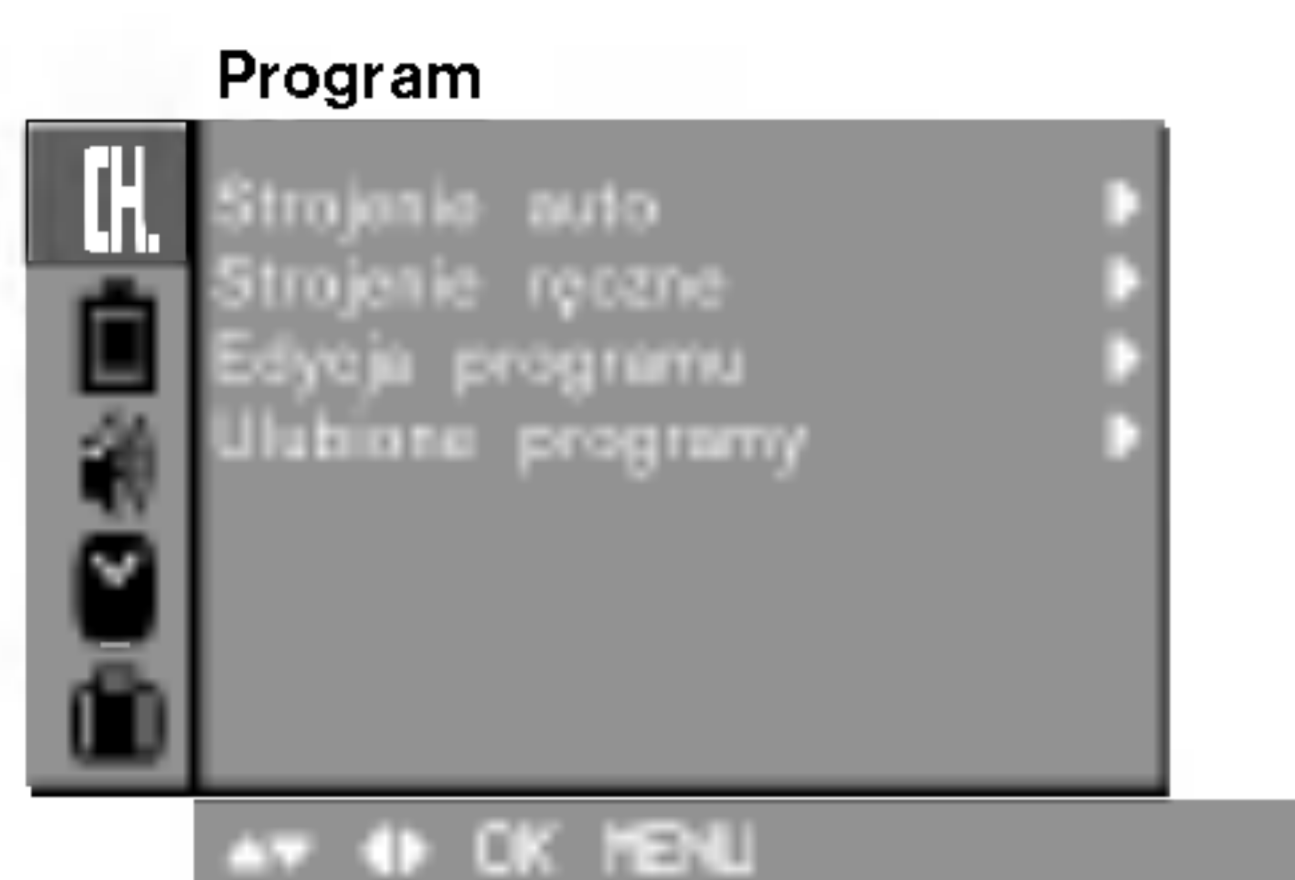 Program
CH.
Strojenie auto
Strojenie ręczne
Edycja programu
Ulubione programy
OK MENU